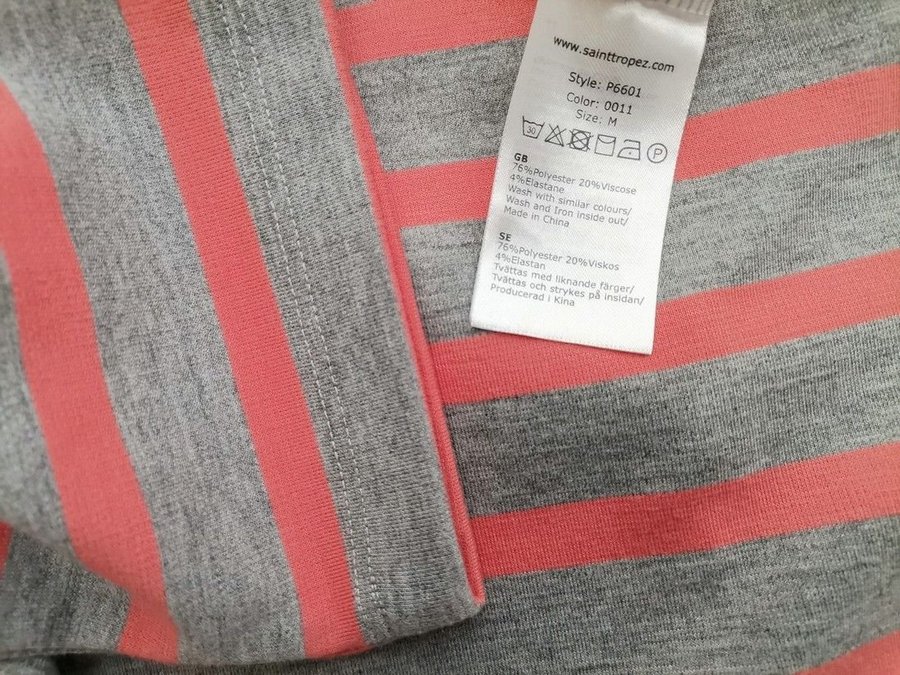 www.sainttropez.com
Style: P6601
Color: 0011
Size: M
30 P
GB
76%Polyester 20%Viscose
4%Elastane
Wash with similar colours/
Wash and Iron inside out/
Made in China
SE
76%Polyester 20%Viskos
4%Elastan
Tvättas med liknande färger/
Tvättas och strykes på insidan/
Producerad i Kina